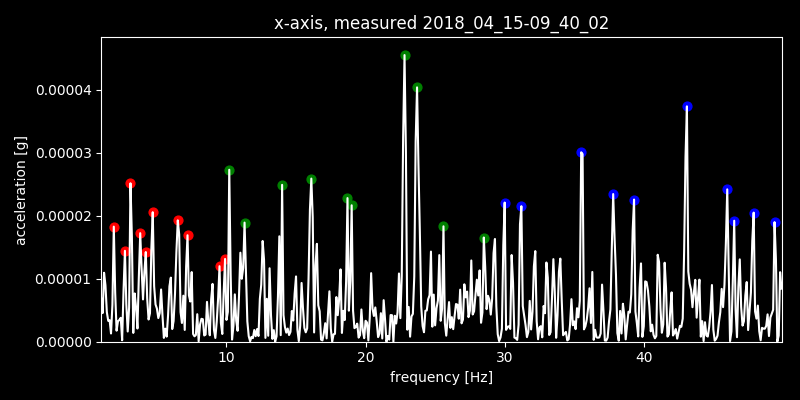 x-axis, measured 2018_04_15-09_40_02
0.00004
0.00003
0.00002
0.00001
0.00000
acceleration [g]
10 20 30 40
frequency [Hz]